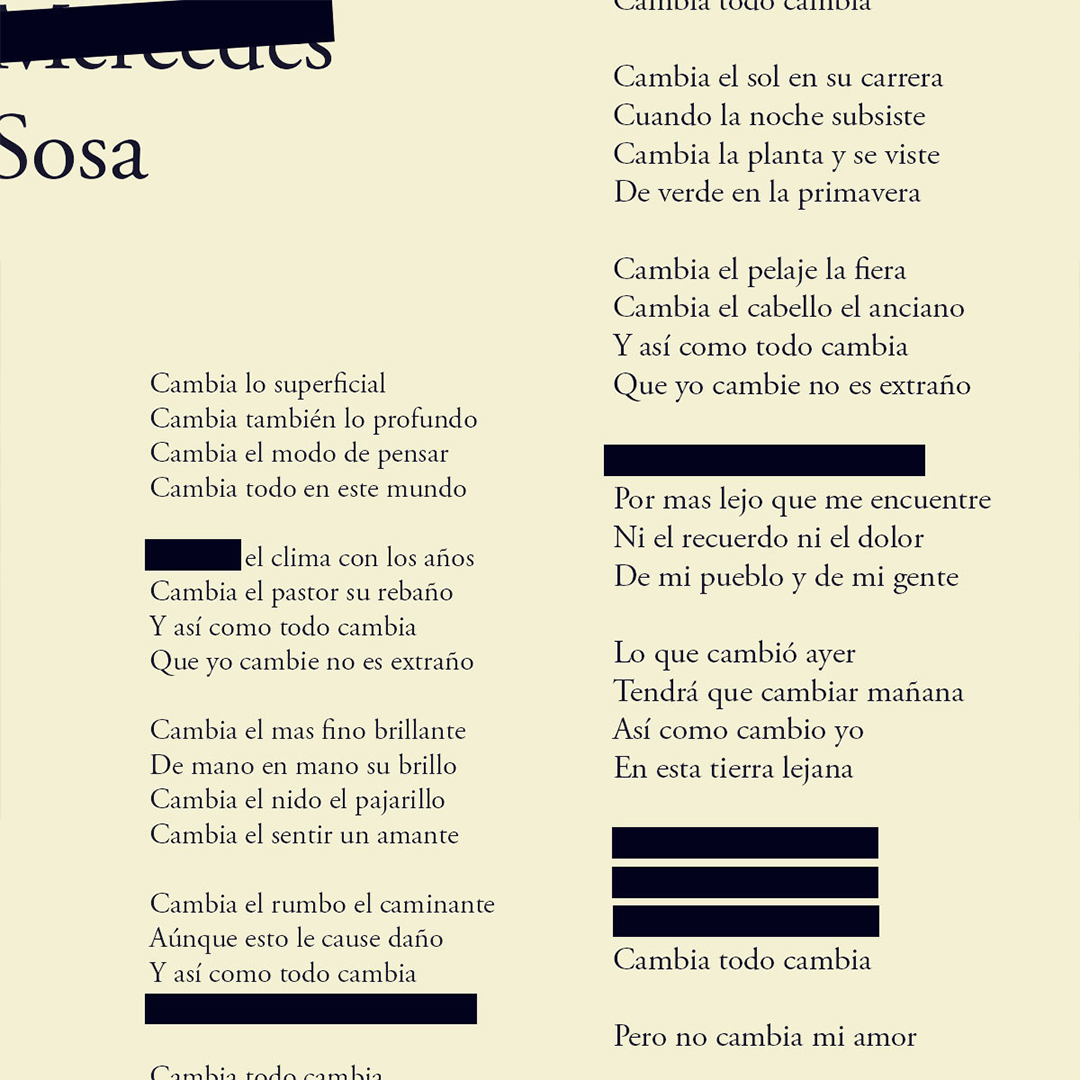 Mercedes
Sosa
Cambia lo superficial
Cambia también lo profundo
Cambia el modo de pensar
Cambia todo en este mundo
el clima con los años
Cambia el pastor su rebaño
Y así como todo cambia
Que yo cambie no es extraño
Cambia el mas fino brillante
De mano en mano su brillo
Cambia el nido el pajarillo
Cambia el sentir un amante
Cambia el rumbo el caminante
Aúnque esto le cause daño
Y así como todo cambia
Cambia todo cambia
Cambia todo cambia
Cambia el sol en su carrera
Cuando la noche subsiste
Cambia la planta y se viste
De verde en la primavera
Cambia el pelaje la fiera
Cambia el cabello el anciano
Y así como todo cambia
Que yo cambie no es extraño
Por mas lejo que me encuentre
Ni el recuerdo ni el dolor
De mi pueblo y de mi gente
Lo que cambió ayer
Tendrá que cambiar mañana
Así como cambio yo
En esta tierra lejana
Cambia todo cambia
Pero no cambia mi amor